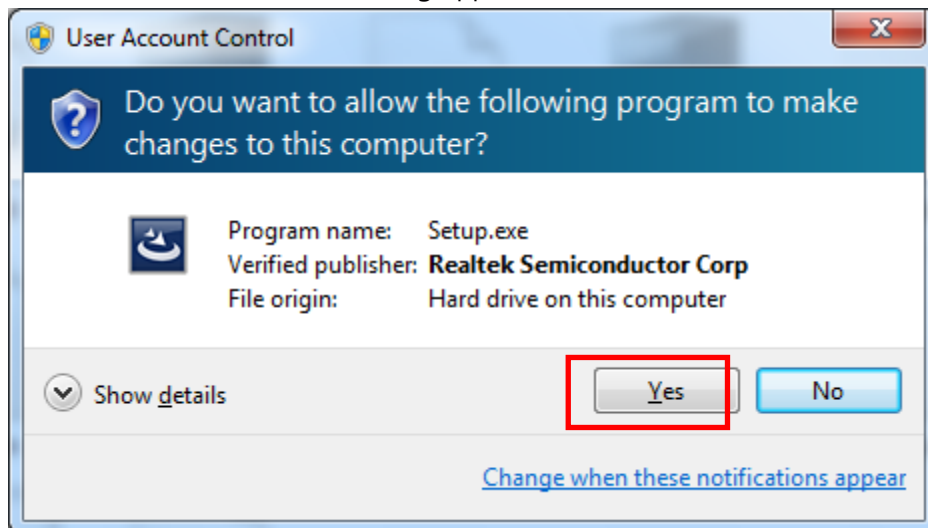 User Account Control
Do you want to allow the following program to make
changes to this computer?
Program name: Setup.exe
Verified publisher: Realtek Semiconductor Corp
File origin: Hard drive on this computer
Show details
Yes
No
Change when these notifications appear